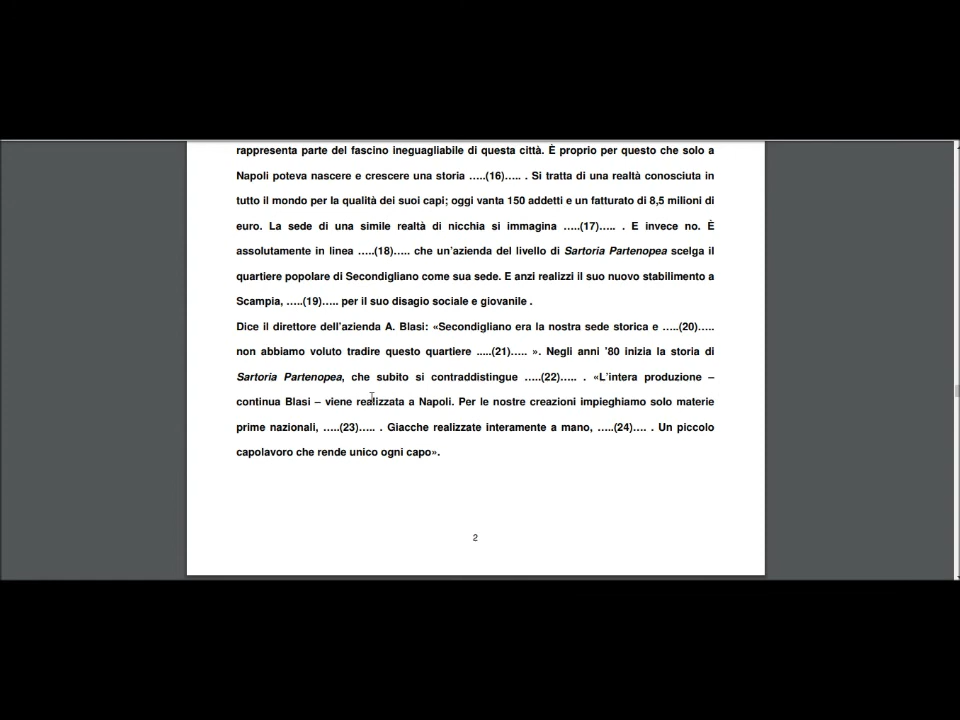 rappresenta parte del fascino ineguagliabile di questa città. È proprio per questo che solo a
Napoli poteva nascere e crescere una storia …..(16)….. . Si tratta di una realtà conosciuta in
tutto il mondo per la qualità dei suoi capi; oggi vanta 150 addetti e un fatturato di 8,5 milioni di
euro. La sede di una simile realtà di nicchia si immagina …..(17)….. . E invece no. È
assolutamente in linea …..(18)….. che un'azienda del livello di Sartoria Partenopea scelga il
quartiere popolare di Secondigliano come sua sede. E anzi realizzi il suo nuovo stabilimento a
Scampia, …..(19)….. per il suo disagio sociale e giovanile .
Dice il direttore dell'azienda A. Blasi: «Secondigliano era la nostra sede storica e …..(20)…..
non abbiamo voluto tradire questo quartiere .....(21)….. ». Negli anni '80 inizia la storia di
Sartoria Partenopea, che subito si contraddistingue …..(22)….. . «L'intera produzione –
continua Blasi – viene realizzata a Napoli. Per le nostre creazioni impieghiamo solo materie
prime nazionali, …..(23)….. . Giacche realizzate interamente a mano, …..(24)…. . Un piccolo
capolavoro che rende unico ogni capo».
2